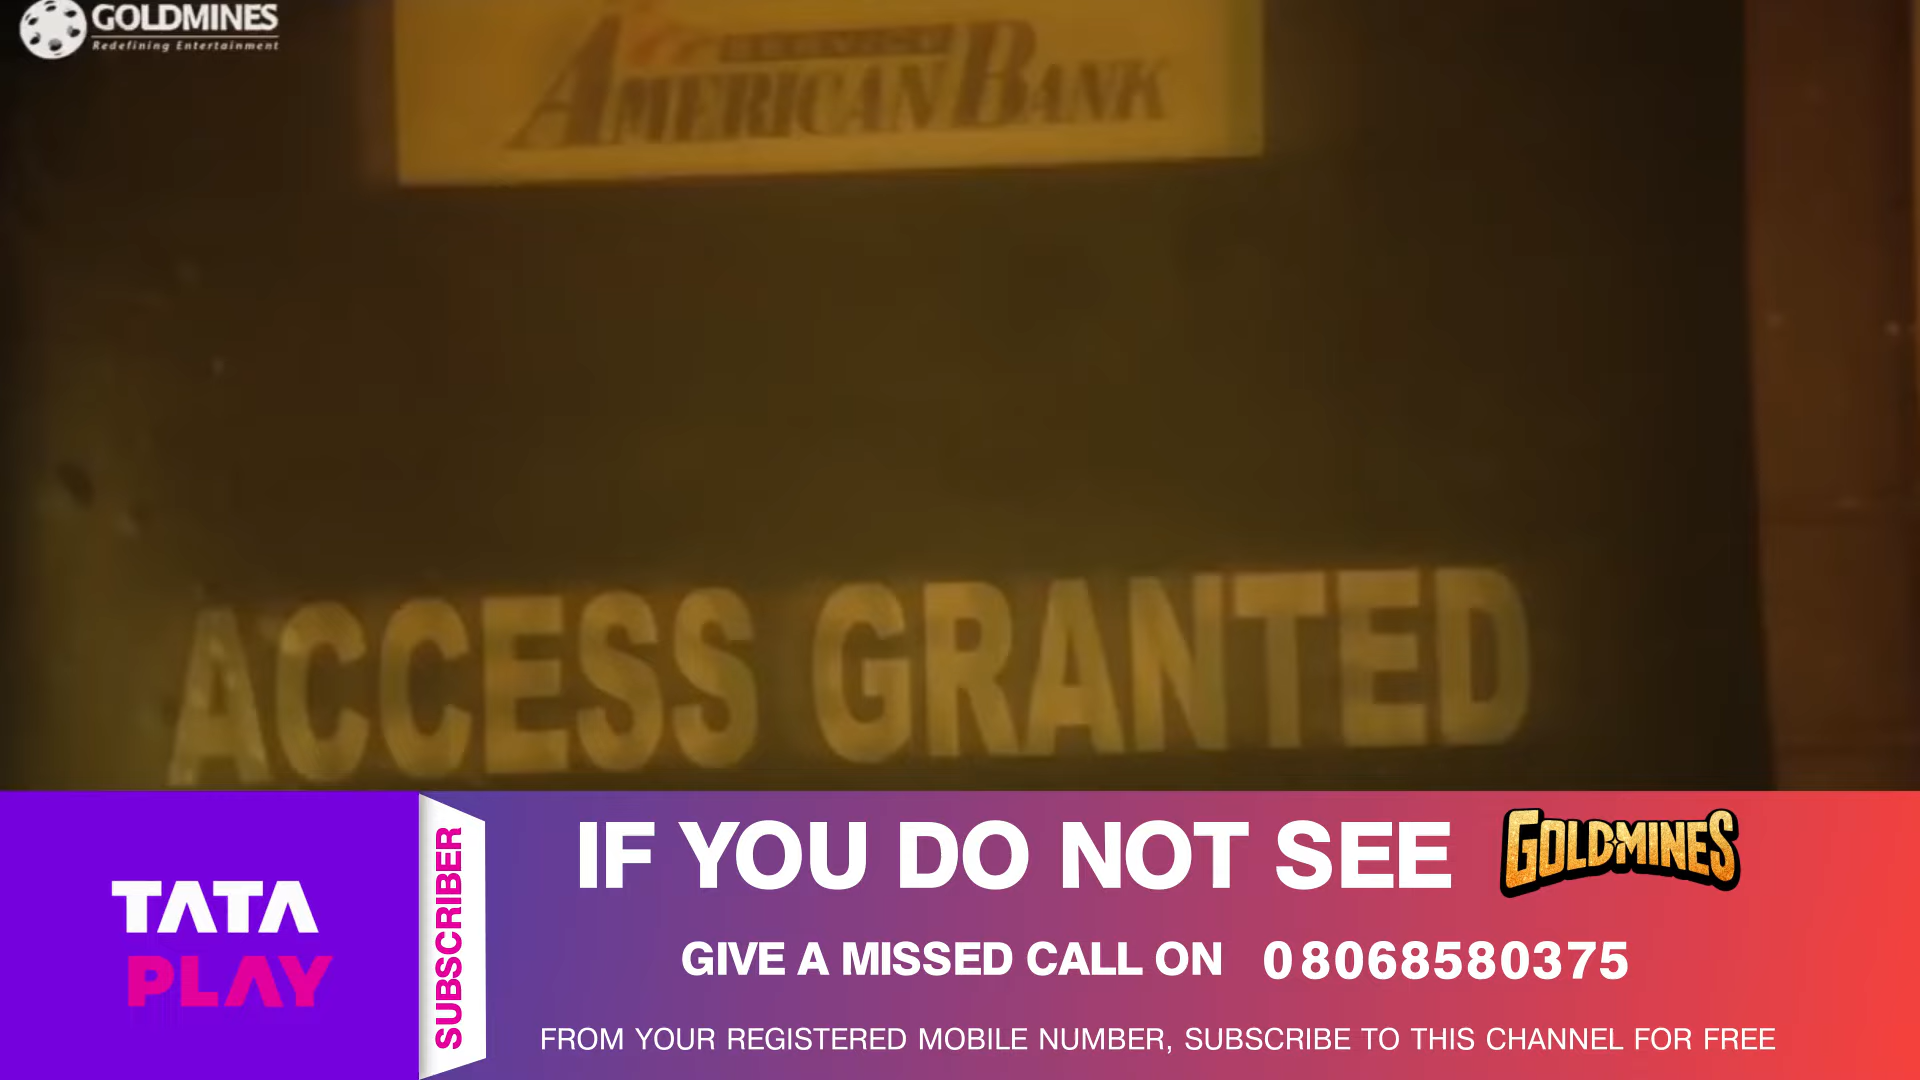 GOLDMINES
Redefining Entertainment
AMERICAN BANK
ACCESS GRANTED
TATA
PLAY
SUBSCRIBER
IF YOU DO NOT SEE GOLDMINES
GIVE A MISSED CALL ON 08068580375
FROM YOUR REGISTERED MOBILE NUMBER, SUBSCRIBE TO THIS CHANNEL FOR FREE